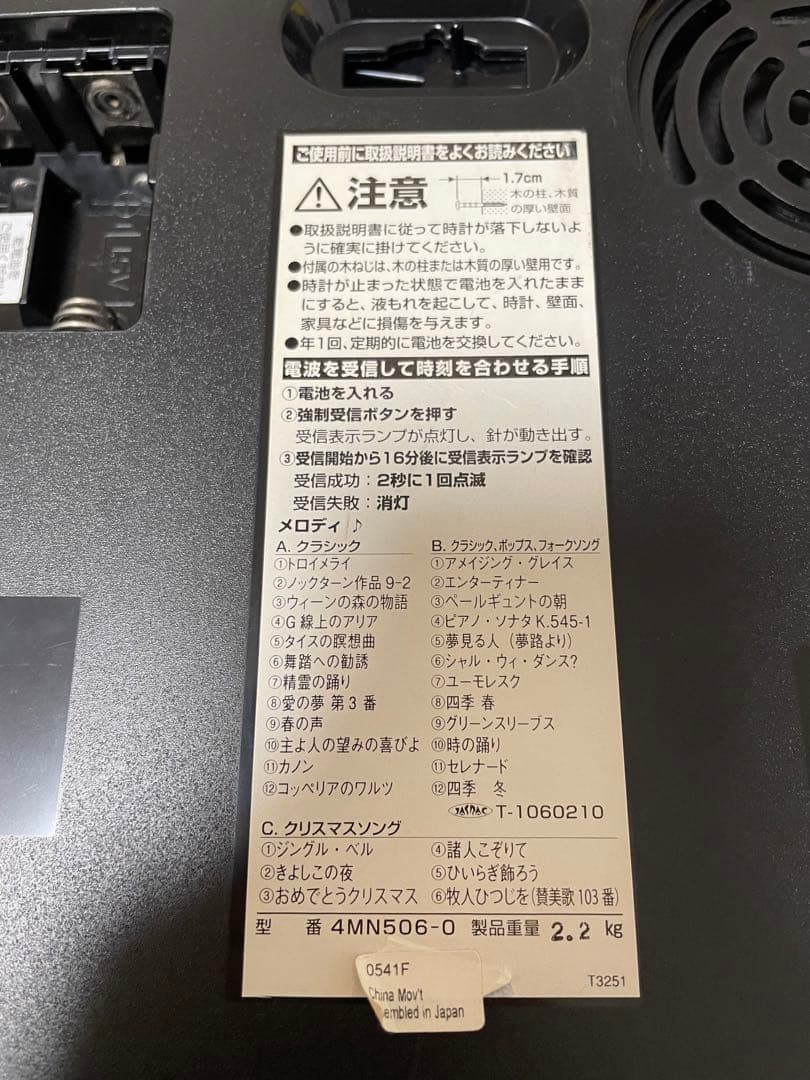 1.5V
ご使用前に取扱説明書をよくお読みください
注意
1.7cm
木の柱、木質
の厚い壁面
●取扱説明書に従って時計が落下しないよ
うに確実に掛けてください。
●付属の木ねじは、木の柱または木質の厚い壁用です。
●時計が止まった状態で電池を入れたまま
にすると、液もれを起こして、時計、壁面、
家具などに損傷を与えます。
●年1回、定期的に電池を交換してください。
電波を受信して時刻を合わせる手順
①電池を入れる
②強制受信ボタンを押す
受信表示ランプが点灯し、針が動き出す。
③受信開始から16分後に受信表示ランプを確認
受信成功:2秒に1回点滅
受信失敗:消灯
メロディ♪
A. クラシック
①トロイメライ
②ノックターン作品9-2
③ウィーンの森の物語
④G線上のアリア
⑤タイスの瞑想曲
⑥舞踏への勧誘
⑦精霊の踊り
⑧愛の夢 第3番
⑨春の声
⑩主よ人の望みの喜びよ
⑪カノン
⑫コッペリアのワルツ
B. クラシック、ポップス、フォークソング
①アメイジング・グレイス
②エンターティナー
③ペールギュントの朝
④ピアノ・ソナタK.545-1
⑤夢見る人(夢路より)
⑥シャル・ウィ・ダンス?
⑦ユーモレスク
⑧四季 春
⑨グリーンスリーブス
⑩時の踊り
⑪セレナード
⑫四季 冬
JASRAC T-1060210
C. クリスマスソング
①ジングル・ベル
②きよしこの夜
③おめでとうクリスマス
④諸人こぞりて
⑤ひいらぎ飾ろう
⑥牧人ひつじを(賛美歌103番)
型 番 4MN506-0 製品重量 2.2 kg
T3251
0541F
China Mov't
embled in Japan